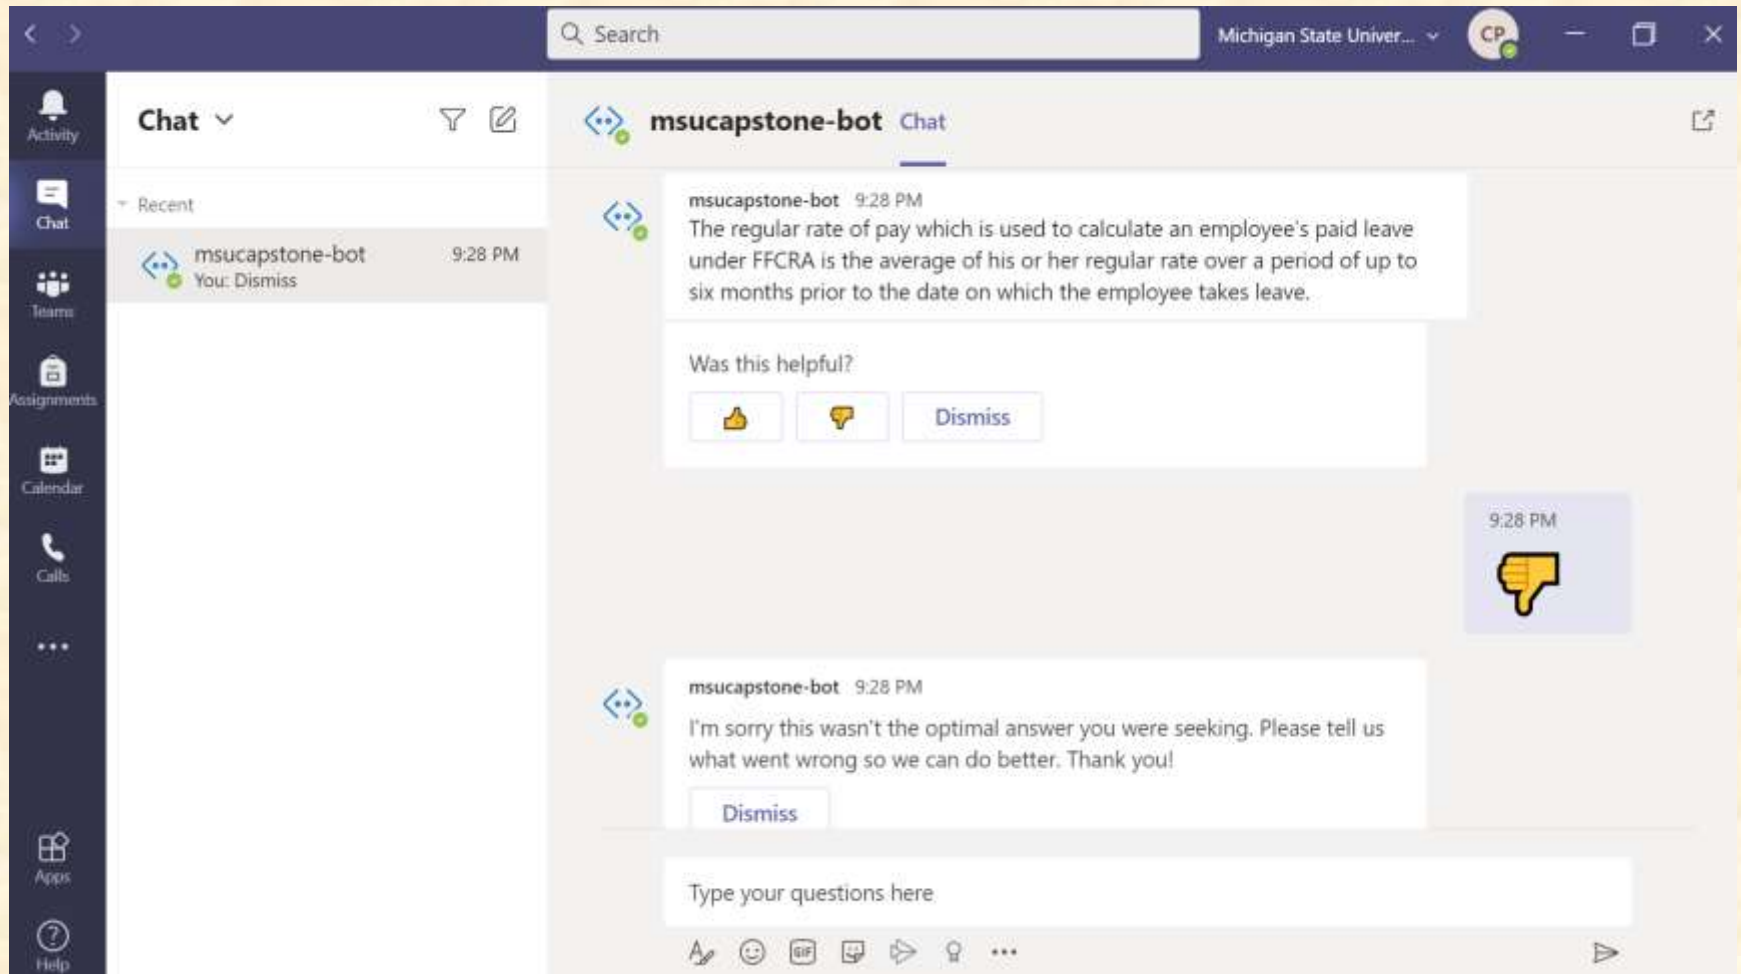 Search
Michigan State Univer...
CP
Activity
Chat
Teams
Assignments
Calendar
Calls
Apps
Help
Chat
Recent
msucapstone-bot 9:28 PM
You: Dismiss
msucapstone-bot Chat
msucapstone-bot 9:28 PM
The regular rate of pay which is used to calculate an employee's paid leave
under FFCRA is the average of his or her regular rate over a period of up to
six months prior to the date on which the employee takes leave.
Was this helpful?
Dismiss
9:28 PM
msucapstone-bot 9:28 PM
I'm sorry this wasn't the optimal answer you were seeking. Please tell us
what went wrong so we can do better. Thank you!
Dismiss
Type your questions here
GIF